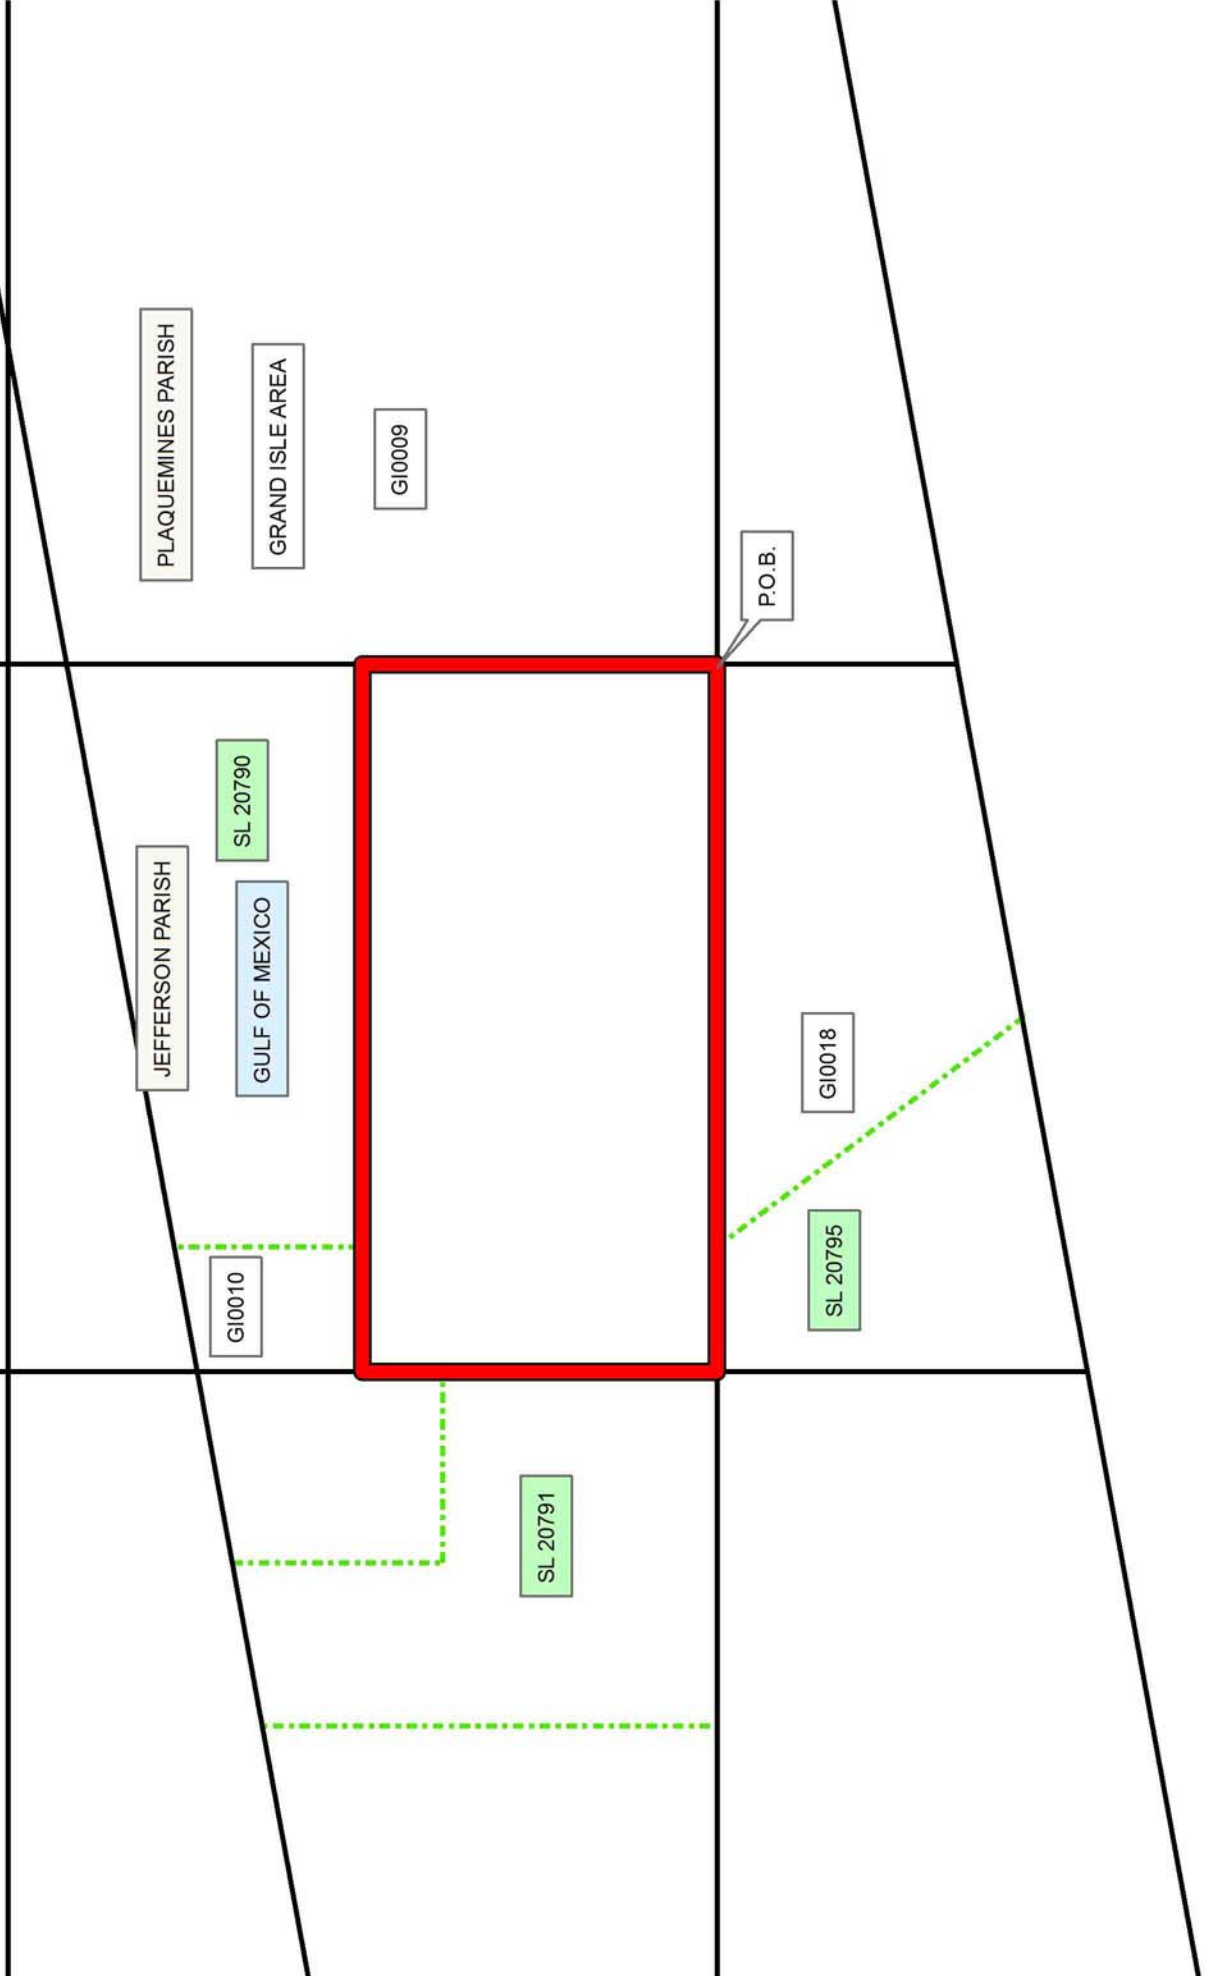 PLAQUEMINES PARISH
GRAND ISLE AREA
GI0009
P.O.B.
SL 20790
JEFFERSON PARISH
GULF OF MEXICO
GI0018
GI0010
SL 20795
SL 20791